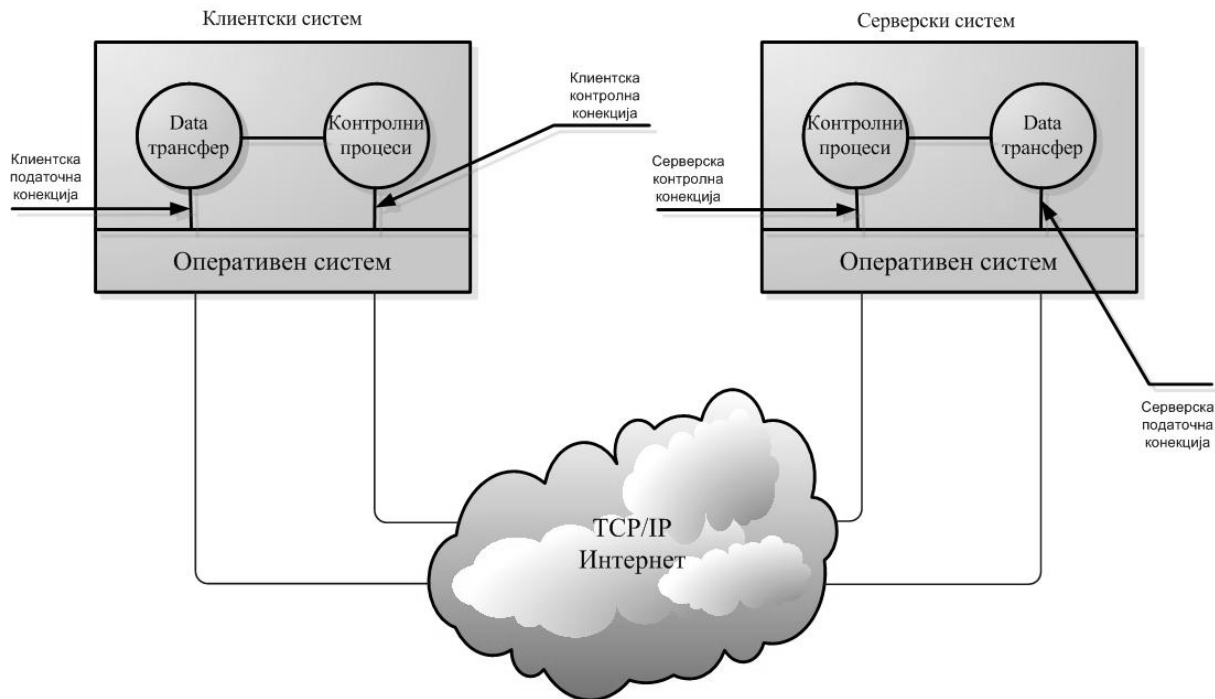 Клиентски систем
Серверски систем
Data
трансфер
Контролни
процеси
Клиентска
контролна
конекција
Клиентска
податочна
конекција
Оперативен систем
Контролни
процеси
Data
трансфер
Серверска
контролна
конекција
Оперативен систем
Серверска
податочна
конекција
TCP/IP
Интернет